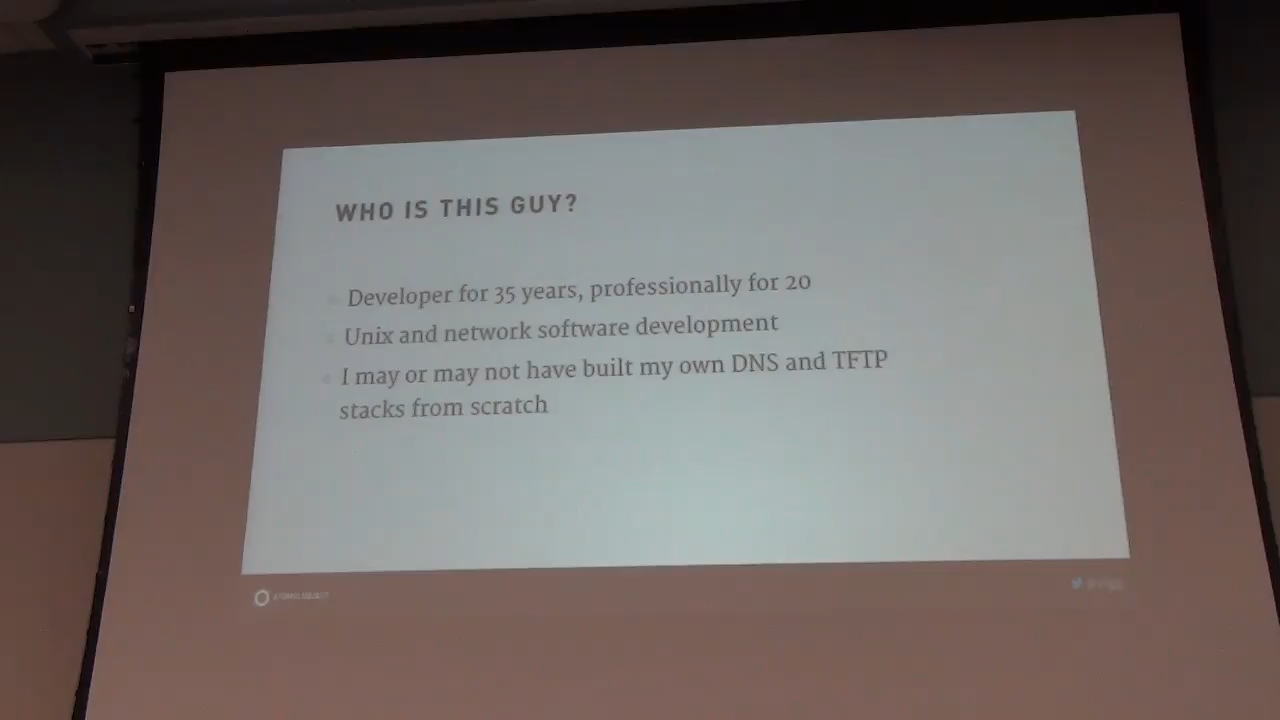 WHO IS THIS GUY?
Developer for 35 years, professionally for 20
Unix and network software development
I may or may not have built my own DNS and TFTP
stacks from scratch